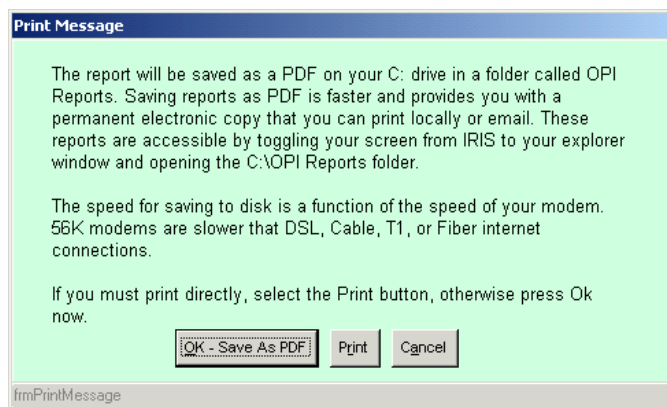 Print Message
The report will be saved as a PDF on your C: drive in a folder called OPI
Reports. Saving reports as PDF is faster and provides you with a
permanent electronic copy that you can print locally or email. These
reports are accessible by toggling your screen from IRIS to your explorer
window and opening the C:\OPI Reports folder.
The speed for saving to disk is a function of the speed of your modem.
56K modems are slower that DSL, Cable, T1, or Fiber internet
connections.
If you must print directly, select the Print button, otherwise press Ok
now.
OK - Save As PDF Print Cancel
frmPrintMessage